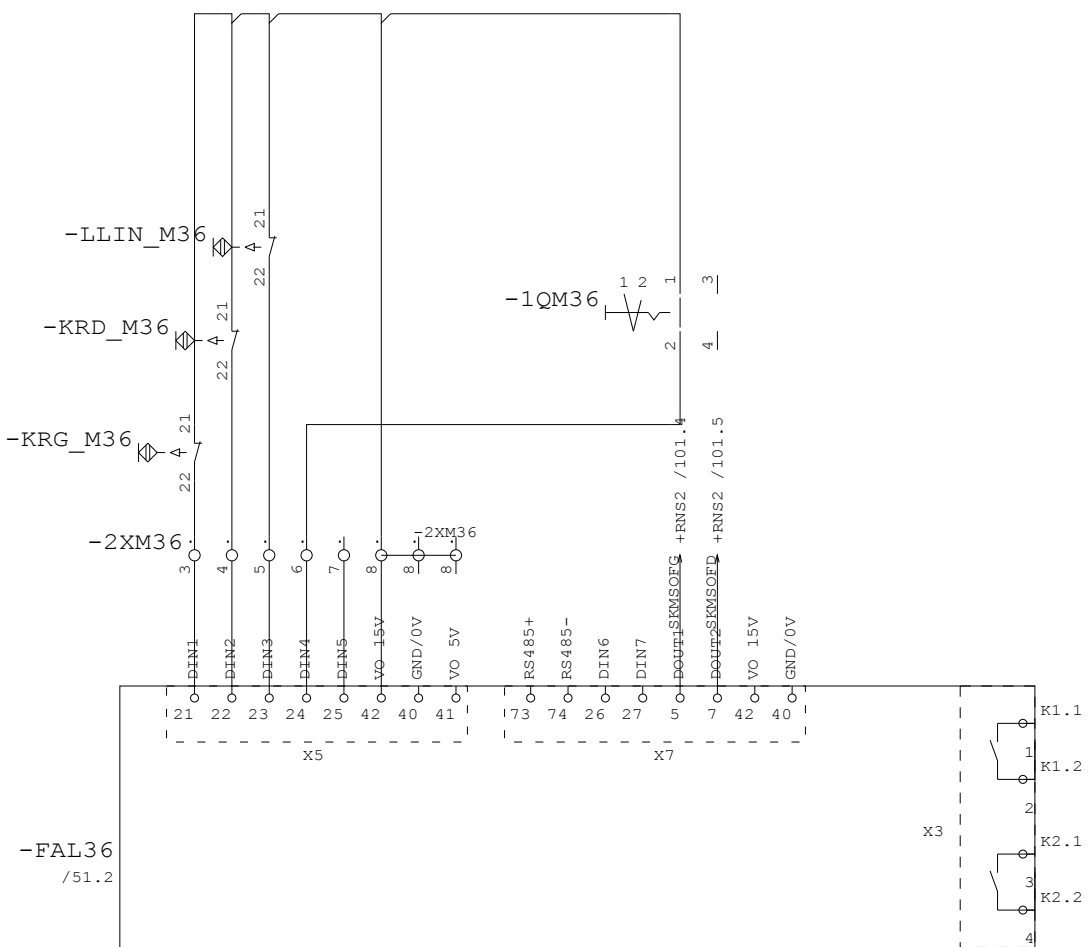 21
-LLIN_M36
22
1 2 1 3
-1QM36
21
-KRD_M36
2 4
22
21
-KRG_M36
22
SKMSOFG +RNS2 /101.4
SKMSOFD +RNS2 /101.5
-2XM36
-2XM36
3 4 5 6 7 8 8 8
DIN1 DIN2 DIN3 DIN4 DIN5 VO 15V GND/0V VO 5V
RS485+ RS485- DIN6 DIN7 DOUT1 DOUT2 VO 15V GND/0V
21 22 23 24 25 42 40 41
73 74 26 27 5 7 42 40
X5
X7
K1.1
1
K1.2
2
X3
K2.1
-FAL36
/51.2
3
K2.2
4